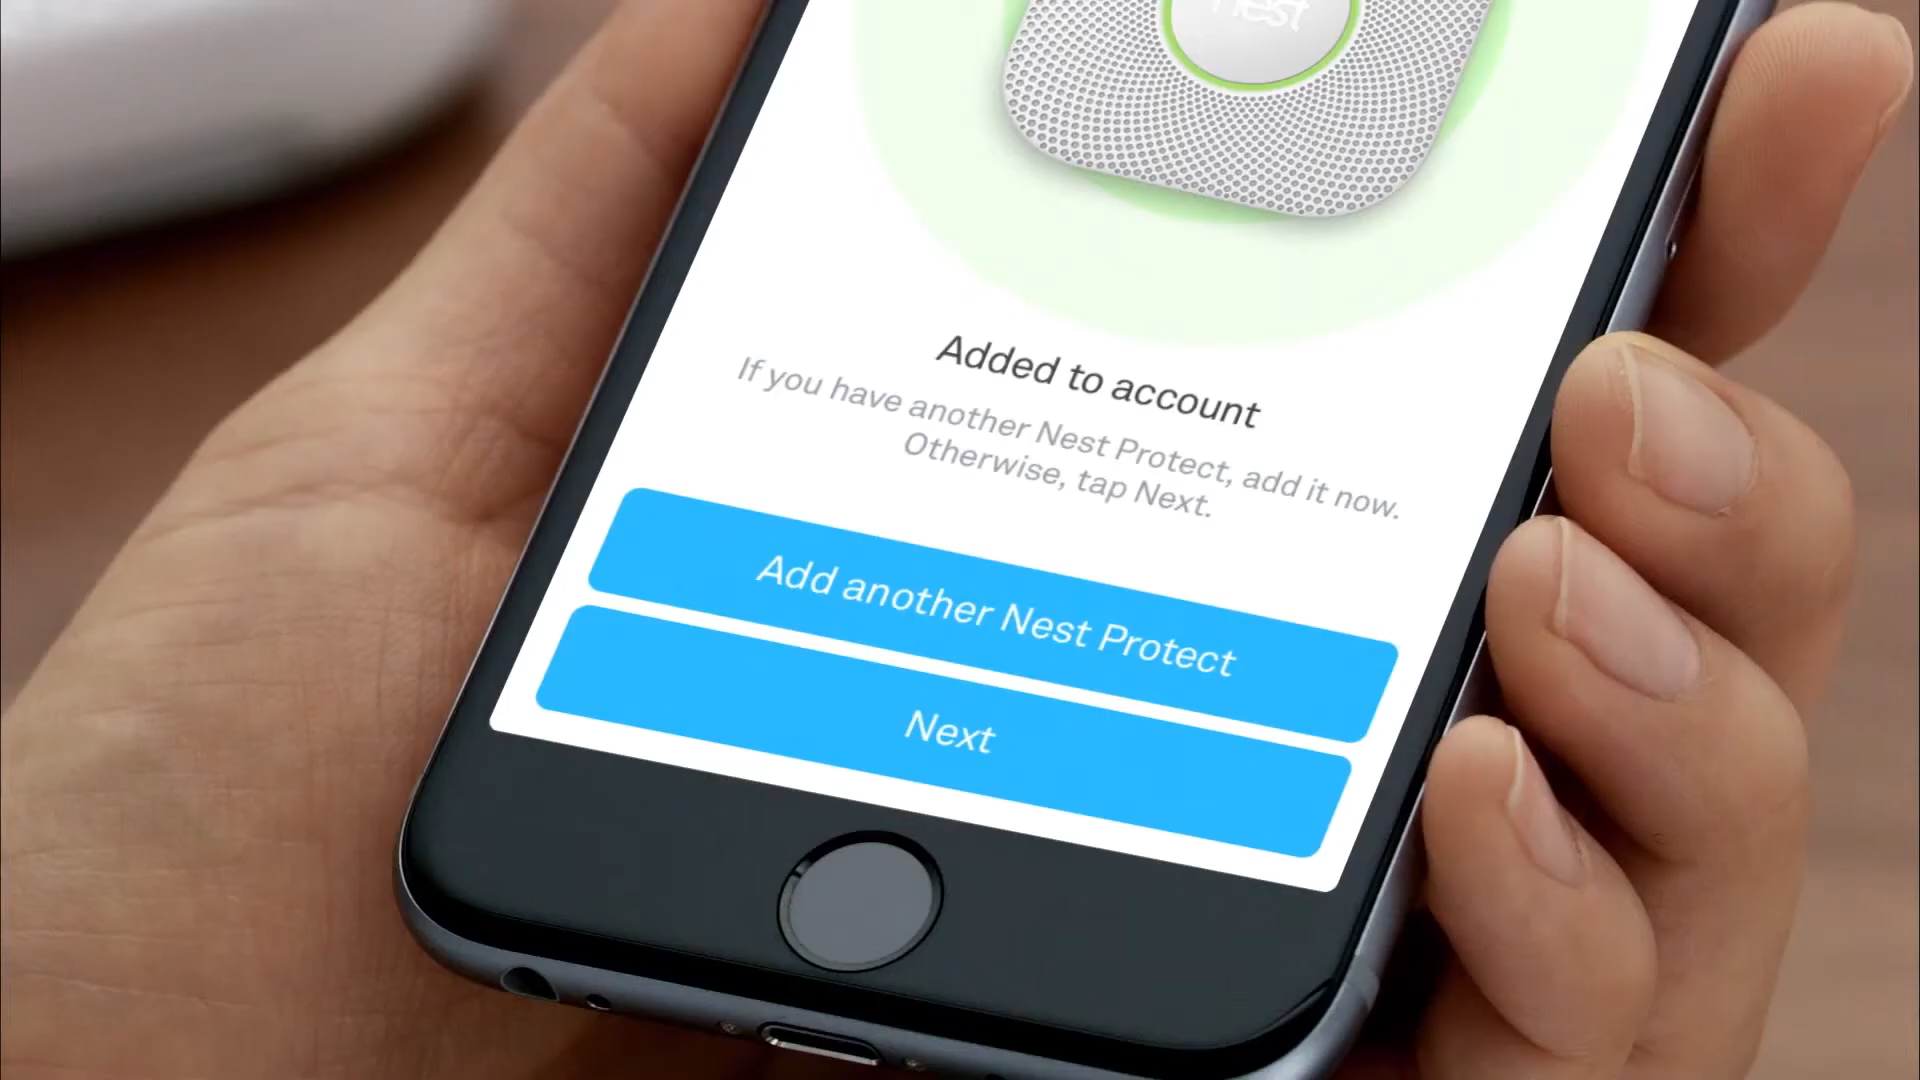 nest
Added to account
If you have another Nest Protect, add it now.
Otherwise, tap Next.
Add another Nest Protect
Next